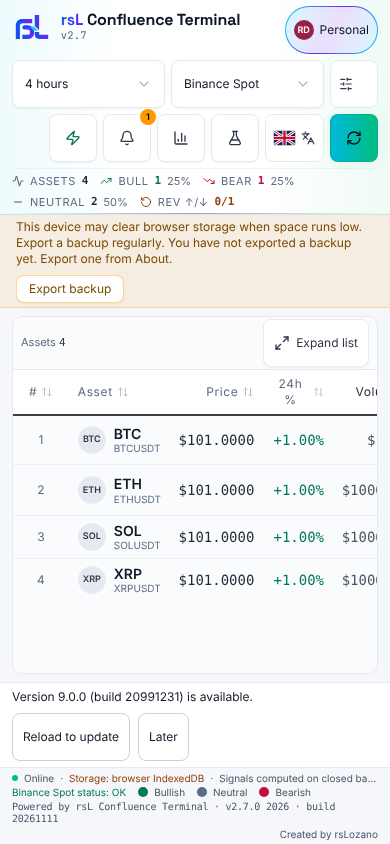 rsL rsL Confluence Terminal
v2.7
RD Personal
4 hours Binance Spot
1
ASSETS 4 BULL 1 25% BEAR 1 25%
NEUTRAL 2 50% REV ↑/↓ 0/1
This device may clear browser storage when space runs low.
Export a backup regularly. You have not exported a backup
yet. Export one from About.
Export backup
Assets 4 Expand list
# Asset Price 24h % Volu
1 BTC BTC $101.0000 +1.00% $
BTCUSDT
2 ETH ETH $101.0000 +1.00% $1000
ETHUSDT
3 SOL SOL $101.0000 +1.00% $1000
SOLUSDT
4 XRP XRP $101.0000 +1.00% $1000
XRPUSDT
Version 9.0.0 (build 20991231) is available.
Reload to update Later
Online · Storage: browser IndexedDB · Signals computed on closed ba...
Binance Spot status: OK Bullish Neutral Bearish
Powered by rsL Confluence Terminal · v2.7.0 2026 · build
20261111
Created by rsLozano